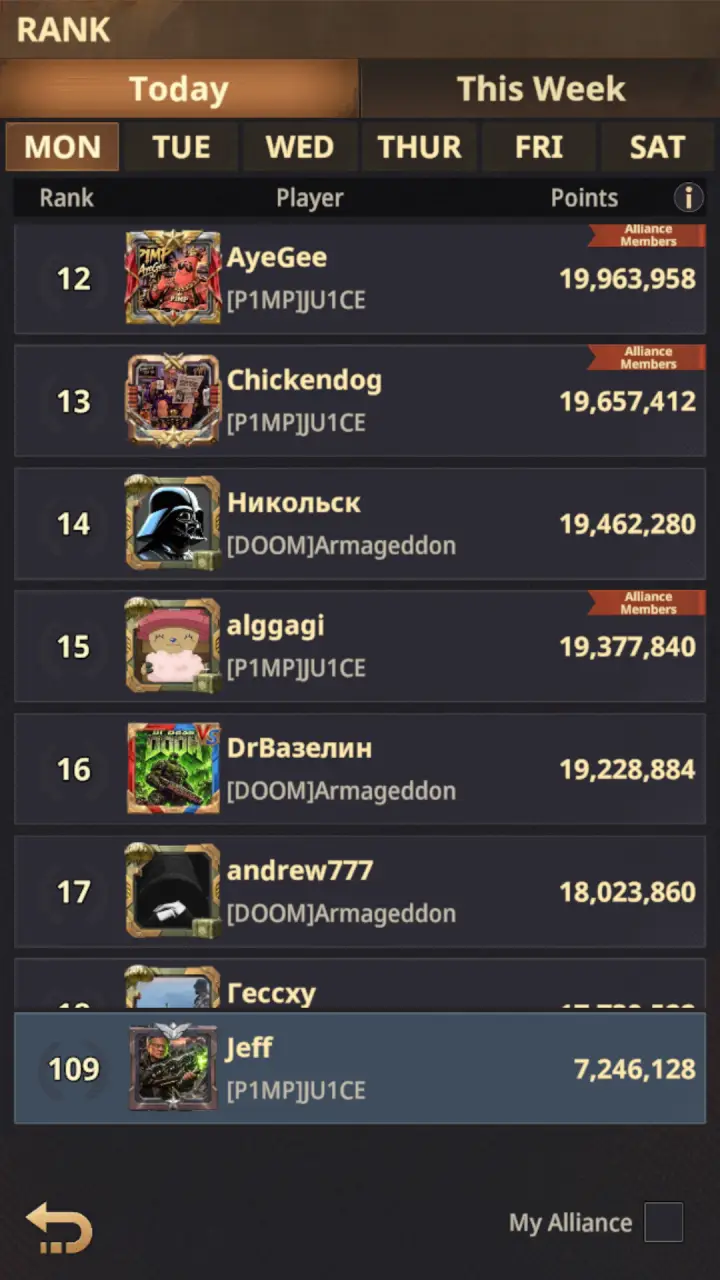 RANK
Today
This Week
MON
TUE
WED
THUR
FRI
SAT
Rank
Player
Points
i
Alliance
Members
12
AyeGee
[P1MP]JU1CE
19,963,958
Alliance
Members
13
Chickendog
[P1MP]JU1CE
19,657,412
14
Никольск
[DOOM]Armageddon
19,462,280
Alliance
Members
15
alggagi
[P1MP]JU1CE
19,377,840
16
DrВазелин
[DOOM]Armageddon
19,228,884
17
andrew777
[DOOM]Armageddon
18,023,860
Гессху
109
Jeff
[P1MP]JU1CE
7,246,128
My Alliance